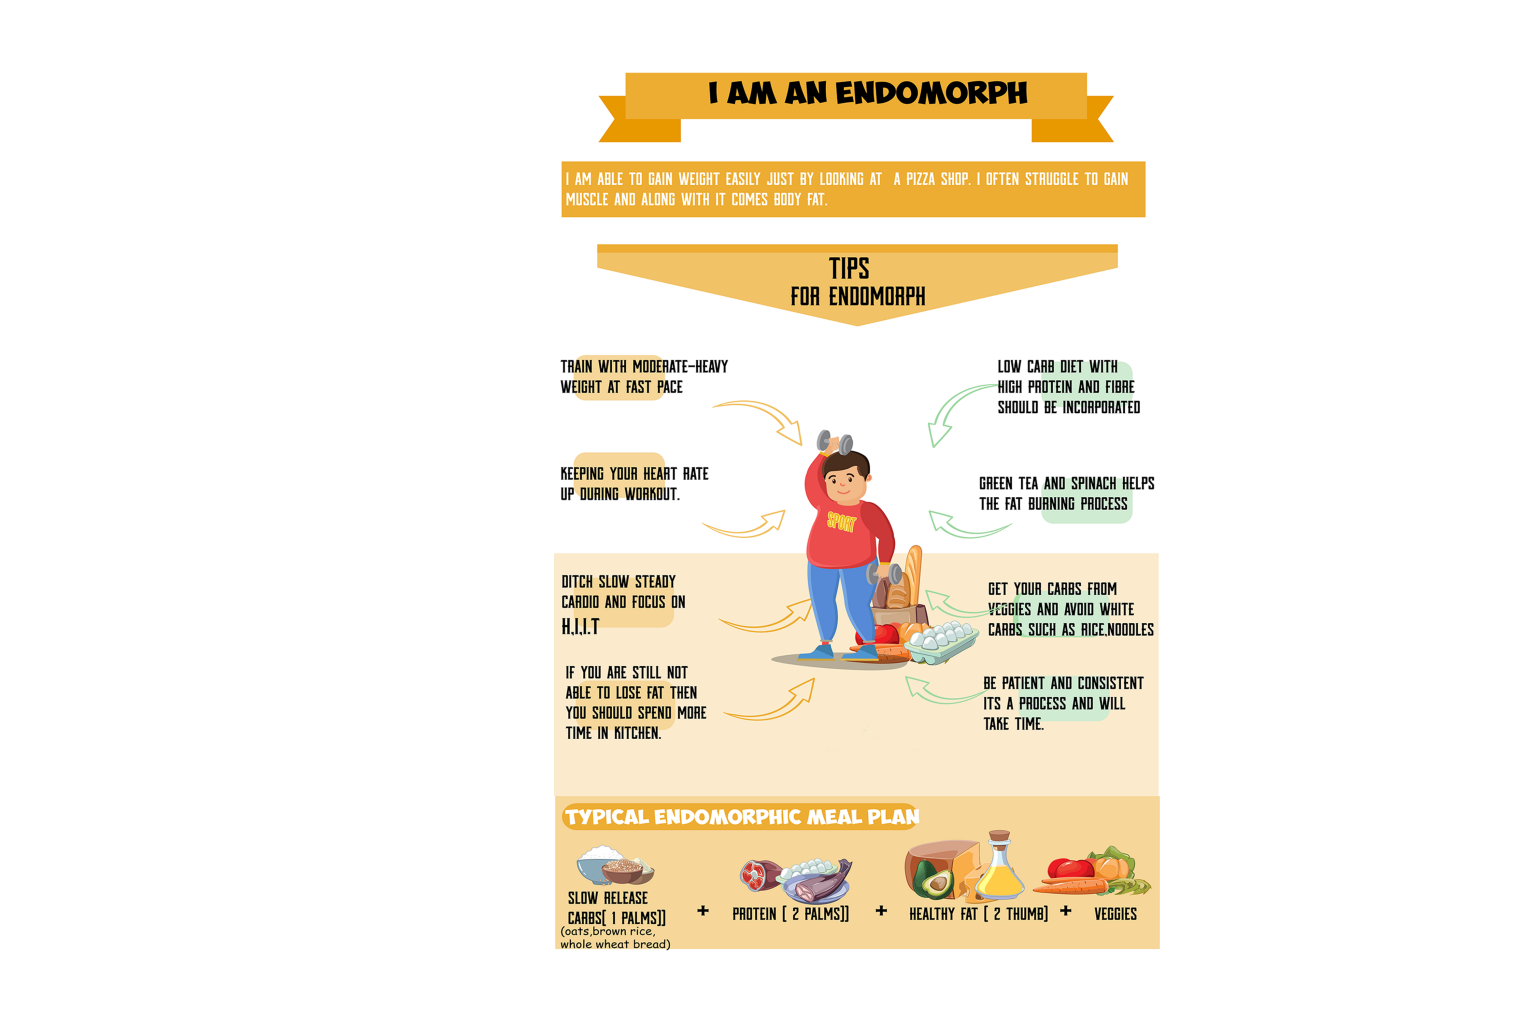 I AM AN ENDOMORPH
I AM ABLE TO GAIN WEIGHT EASILY JUST BY LOOKING AT A PIZZA SHOP. I OFTEN STRUGGLE TO GAIN
MUSCLE AND ALONG WITH IT COMES BODY FAT.
TIPS
FOR ENDOMORPH
TRAIN WITH MODERATE-HEAVY
WEIGHT AT FAST PACE
KEEPING YOUR HEART RATE
UP DURING WORKOUT.
DITCH SLOW STEADY
CARDIO AND FOCUS ON
H,I,I.T
IF YOU ARE STILL NOT
ABLE TO LOSE FAT THEN
YOU SHOULD SPEND MORE
TIME IN KITCHEN.
SPORT
LOW CARB DIET WITH
HIGH PROTEIN AND FIBRE
SHOULD BE INCORPORATED
GREEN TEA AND SPINACH HELPS
THE FAT BURNING PROCESS
GET YOUR CARBS FROM
VEGGIES AND AVOID WHITE
CARBS SUCH AS RICE,NOODLES
BE PATIENT AND CONSISTENT
ITS A PROCESS AND WILL
TAKE TIME.
TYPICAL ENDOMORPHIC MEAL PLAN
SLOW RELEASE
CARBS[ 1 PALMS]]
(oats,brown rice,
whole wheat bread)
+
PROTEIN [ 2 PALMS]]
+
HEALTHY FAT [ 2 THUMB]
+
VEGGIES